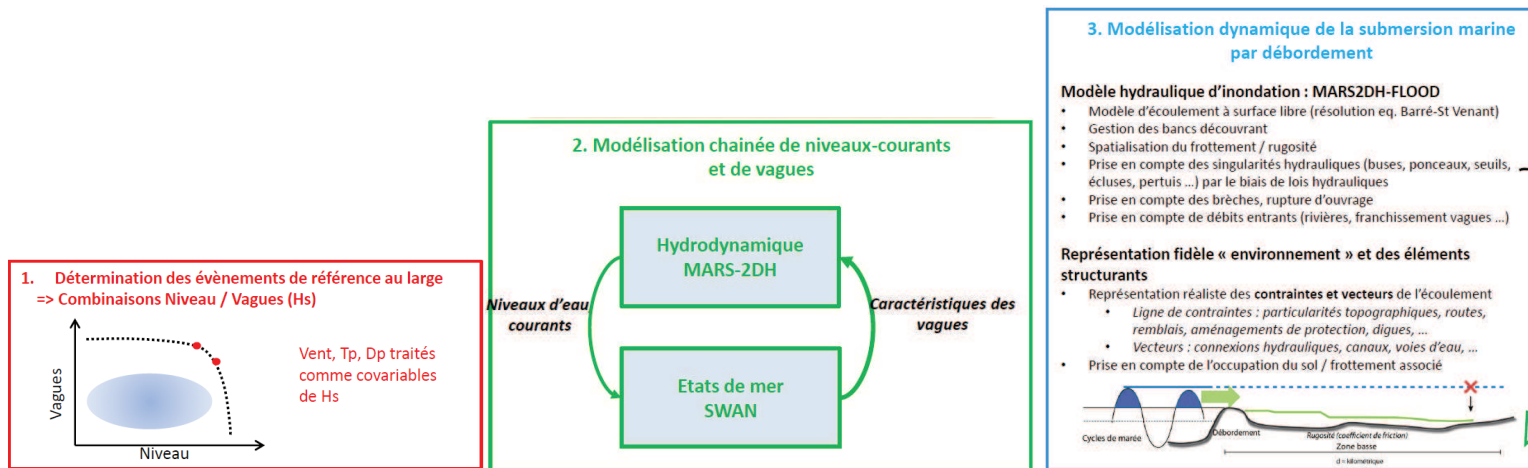 1. Détermination des évènements de référence au large
=> Combinaisons Niveau / Vagues (Hs)
Vagues
Niveau
Vent, Tp, Dp traités
comme covariables
de Hs
2. Modélisation chainée de niveaux-courants
et de vagues
Hydrodynamique
MARS-2DH
Niveaux d'eau,
courants
Caractéristiques des
vagues
Etats de mer
SWAN
3. Modélisation dynamique de la submersion marine
par débordement
Modèle hydraulique d'inondation : MARS2DH-FLOOD
• Modèle d'écoulement à surface libre (résolution eq. Barré-St Venant)
• Gestion des bancs découvrant
• Spatialisation du frottement / rugosité
• Prise en compte des singularités hydrauliques (buses, ponceaux, seuils,
écluses, pertuis ...) par le biais de lois hydrauliques
• Prise en compte des brèches, rupture d'ouvrage
• Prise en compte de débits entrants (rivières, franchissement vagues ...)
Représentation fidèle « environnement » et des éléments
structurants
• Représentation réaliste des contraintes et vecteurs de l'écoulement
• Ligne de contraintes : particularités topographiques, routes,
remblais, aménagements de protection, digues, ...
• Vecteurs : connexions hydrauliques, canaux, voies d'eau, ...
• Prise en compte de l'occupation du sol / frottement associé
Cycles de marée
Débordement
Rugosité (coefficient de friction)
Zone basse
d = kilométrique